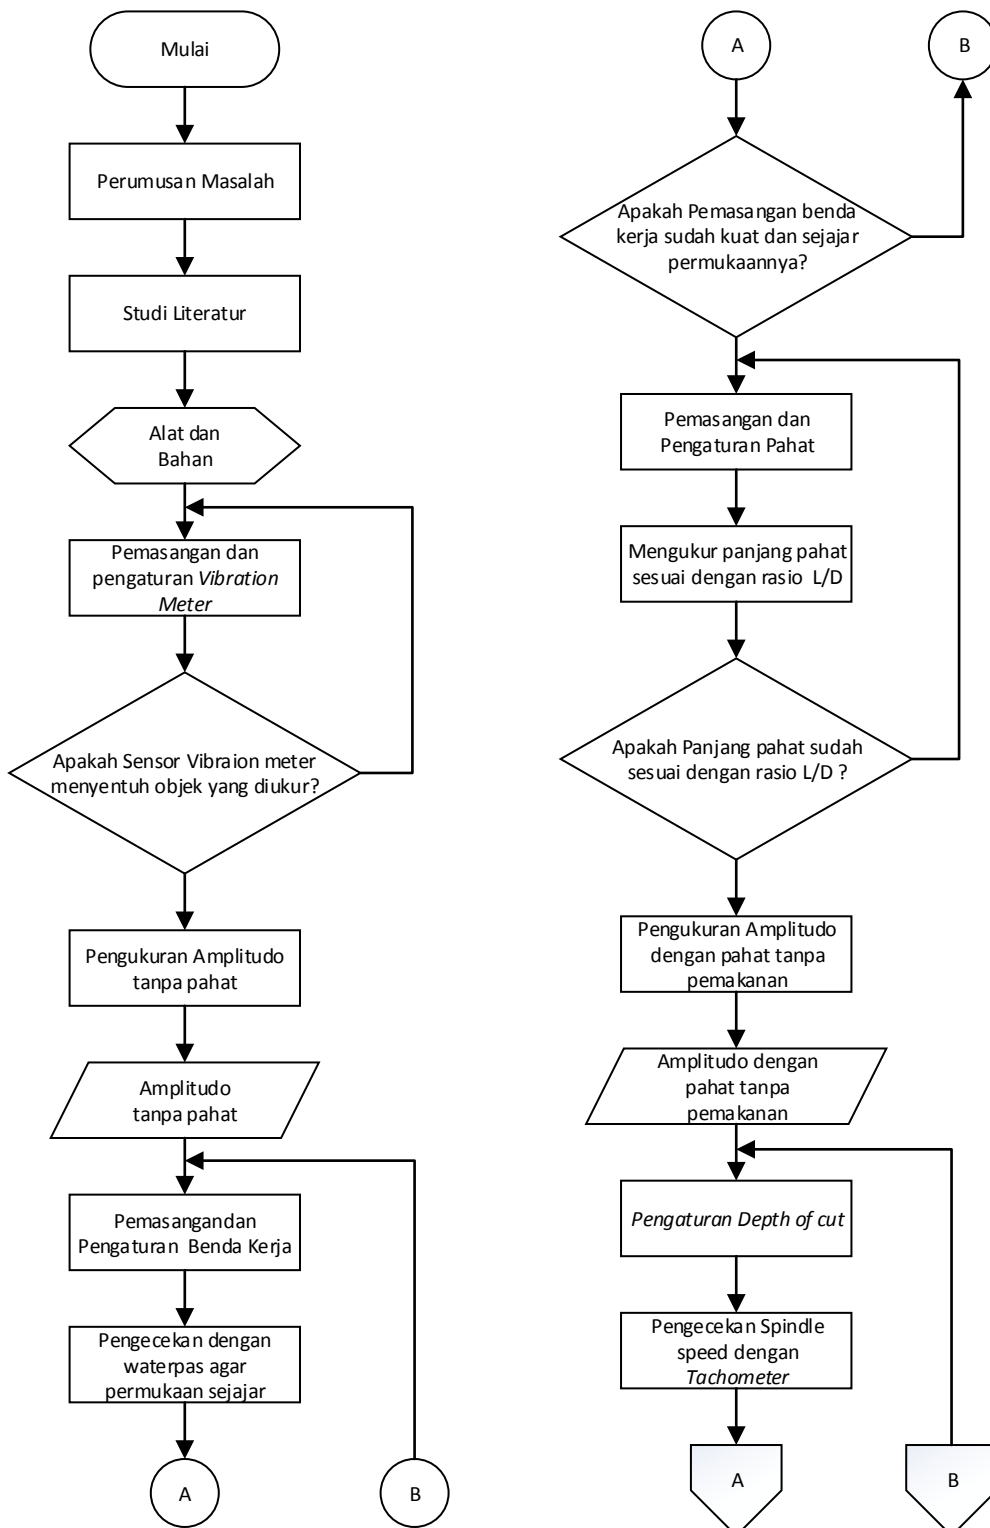 Mulai
Perumusan Masalah
Studi Literatur
Alat dan
Bahan
Pemasangan dan
pengaturan Vibration
Meter
Apakah Sensor Vibraion meter
menyentuh objek yang diukur?
Pengukuran Amplitudo
tanpa pahat
Amplitudo
tanpa pahat
Pemasangandan
Pengaturan Benda Kerja
Pengecekan dengan
waterpas agar
permukaan sejajar
A
B
A
B
Apakah Pemasangan benda
kerja sudah kuat dan sejajar
permukaannya?
Pemasangan dan
Pengaturan Pahat
Mengukur panjang pahat
sesuai dengan rasio L/D
Apakah Panjang pahat sudah
sesuai dengan rasio L/D ?
Pengukuran Amplitudo
dengan pahat tanpa
pemakanan
Amplitudo dengan
pahat tanpa
pemakanan
Pengaturan Depth of cut
Pengecekan Spindle
speed dengan
Tachometer
A
B